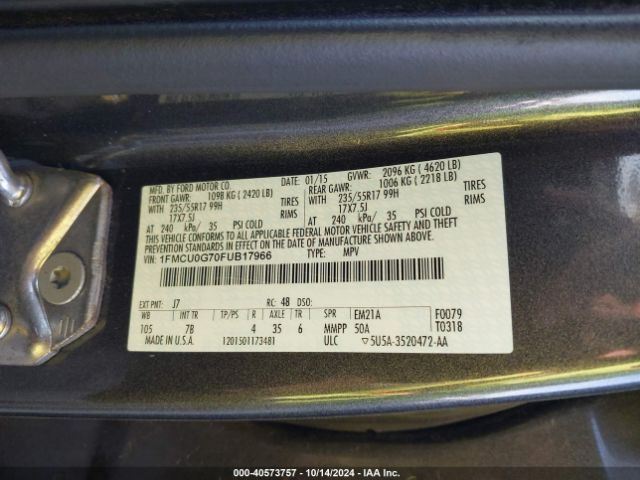 MFD. BY FORD MOTOR CO. DATE: 01/15 GVWR: 2096 KG (4620 LB)
FRONT GAWR: 1098 KG (2420 LB) REAR GAWR: 1006 KG (2218 LB)
WITH 235/55R17 99H TIRES WITH 235/55R17 99H TIRES
17X7.5J RIMS 17X7.5J RIMS
AT 240 kPa/ 35 PSI COLD AT 240 kPa/ 35 PSI COLD
THIS VEHICLE CONFORMS TO ALL APPLICABLE FEDERAL MOTOR VEHICLE SAFETY AND THEFT
PREVENTION STANDARDS IN EFFECT ON THE DATE OF MANUFACTURE SHOWN ABOVE.
VIN: 1FMCU0G70FUB17966 TYPE: MPV
EXT PNT: J7 RC: 48 DSO:
WB TP/PS R AXLE TR SPR EM21A F0079
105 7B 4 35 6 MMPP 50A T0318
MADE IN U.S.A. 1201501173481 ULC 5U5A-3520472-AA
000-40573757 • 10/14/2024 • IAA Inc.